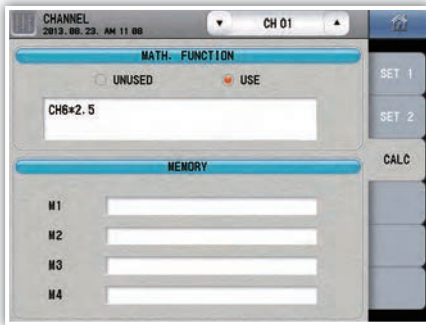 CHANNEL
2013.08.23. AM 11 08
▼ CH 01 ▲
MATH. FUNCTION
UNUSED USE
CH6*2.5
MEMORY
M1
M2
M3
M4
SET 1
SET 2
CALC